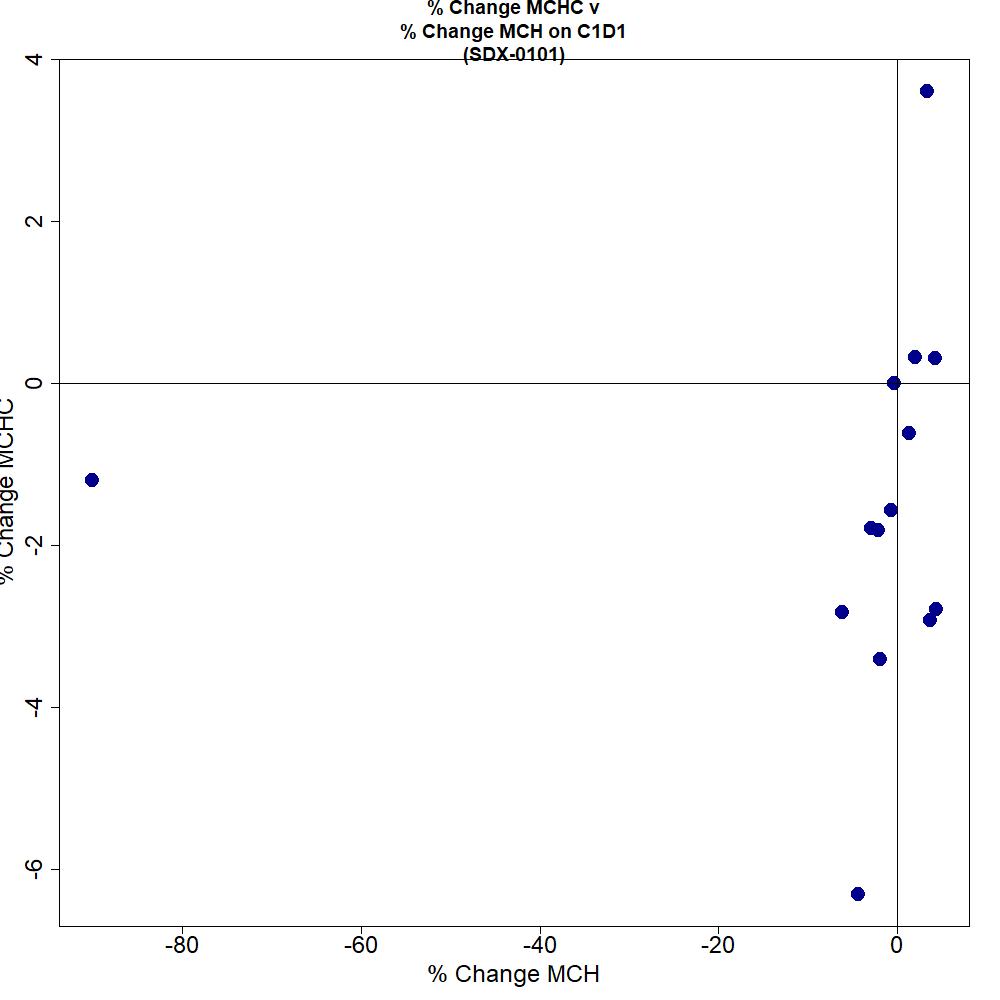 % Change MCHC v
% Change MCH on C1D1
(SDX-0101)
4
2
0
-2
-4
-6
% Change MCHC
-80 -60 -40 -20 0
% Change MCH